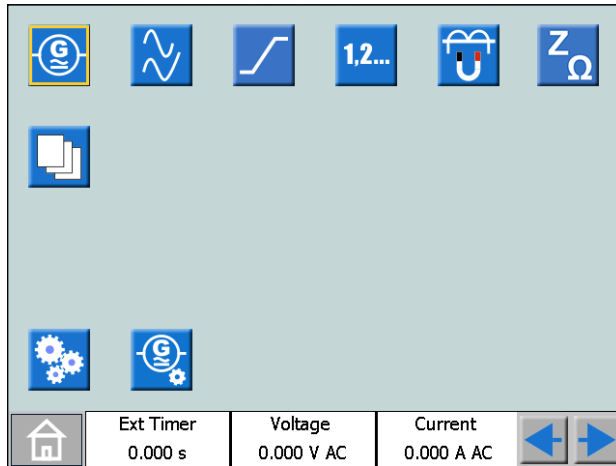 G
1,2...
Z
Ω
G
Ext Timer Voltage Current
0.000 s 0.000 V AC 0.000 A AC